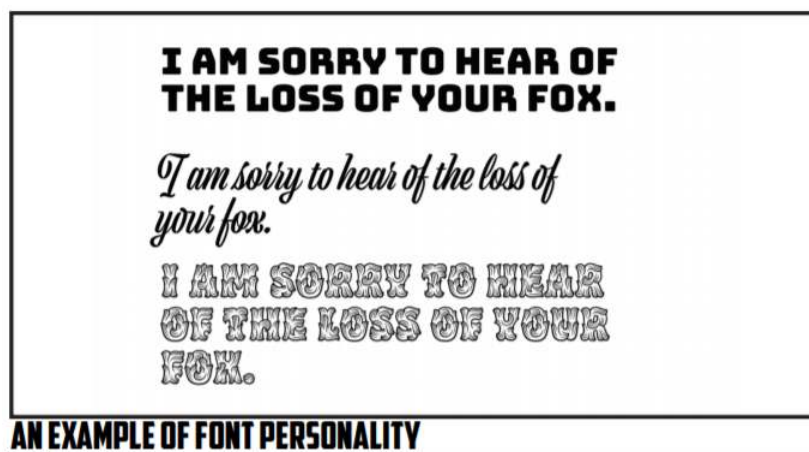 I AM SORRY TO HEAR OF
THE LOSS OF YOUR FOX.
I am sorry to hear of the loss of
your fox.
I AM SORRY TO HEAR
OF THE LOSS OF YOUR
FOX.
AN EXAMPLE OF FONT PERSONALITY